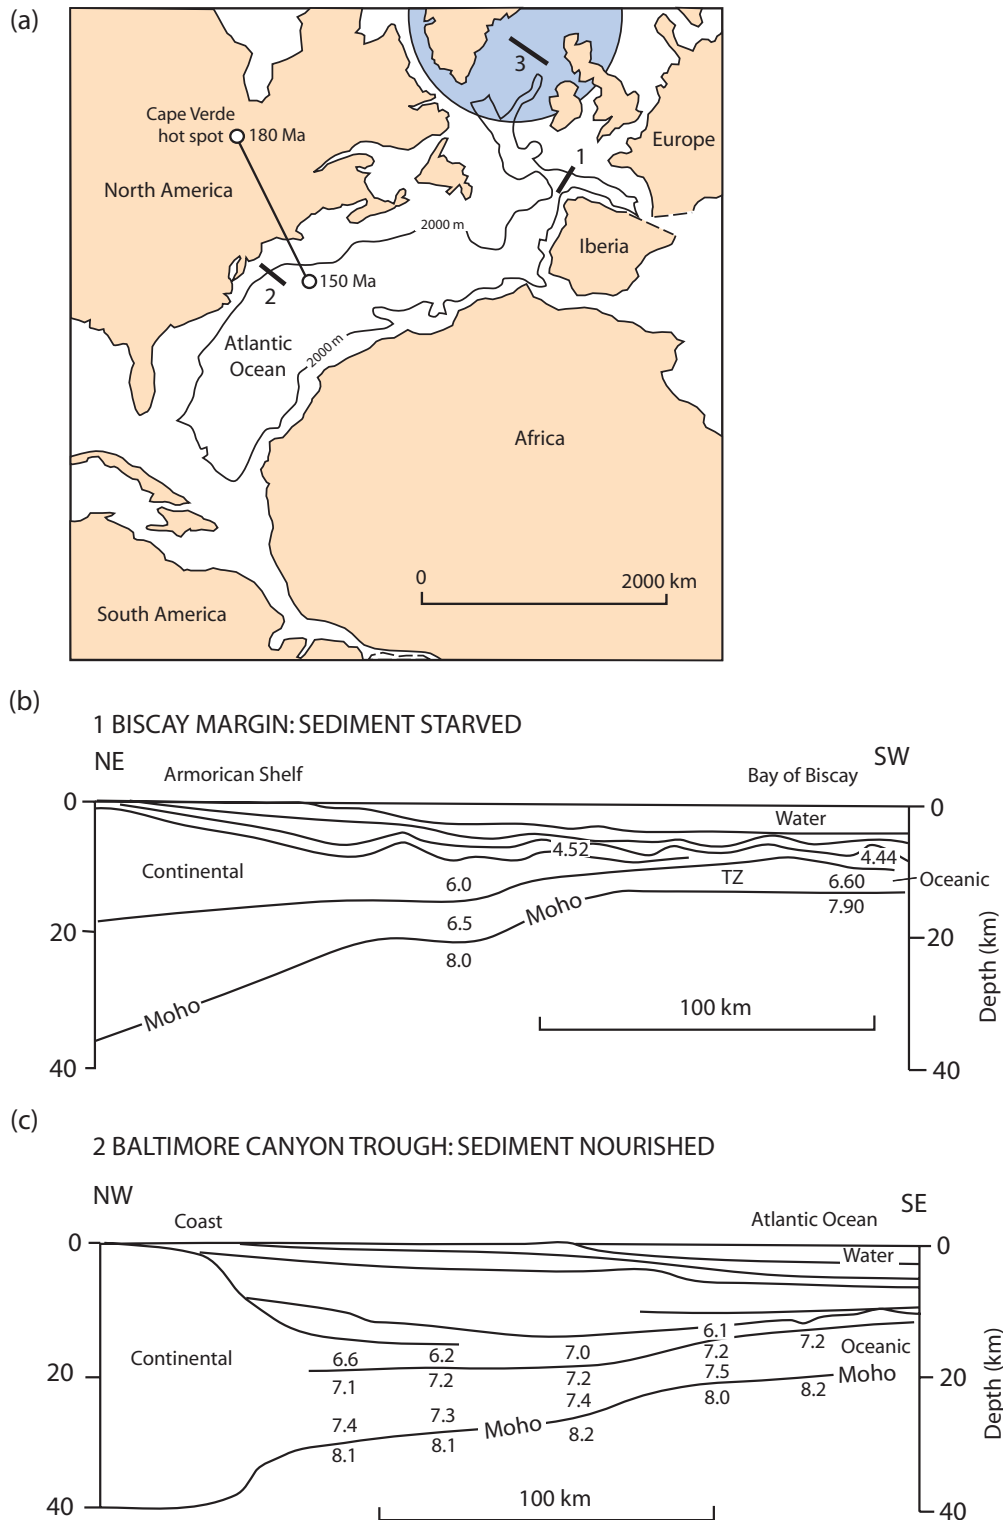 (a)
3
Cape Verde
hot spot
180 Ma
Europe
1
North America
2000 m
Iberia
150 Ma
2
Atlantic
Ocean
2000 m
Africa
0
2000 km
South America
(b)
1 BISCAY MARGIN: SEDIMENT STARVED
NE
SW
Armorican Shelf
Bay of Biscay
0
0
Water
4.52
4.44
Continental
TZ
Oceanic
6.0
6.60
Moho
7.90
20
6.5
20
8.0
Depth (km)
Moho
100 km
40
40
(c)
2 BALTIMORE CANYON TROUGH: SEDIMENT NOURISHED
NW
SE
Coast
Atlantic Ocean
0
0
Water
6.1
7.2
Oceanic
Continental
6.6
6.2
7.0
7.2
20
7.1
7.2
7.2
7.5
Moho
20
7.4
8.0
8.2
7.4
7.3
Moho
8.2
8.1
8.1
Depth (km)
100 km
40
40